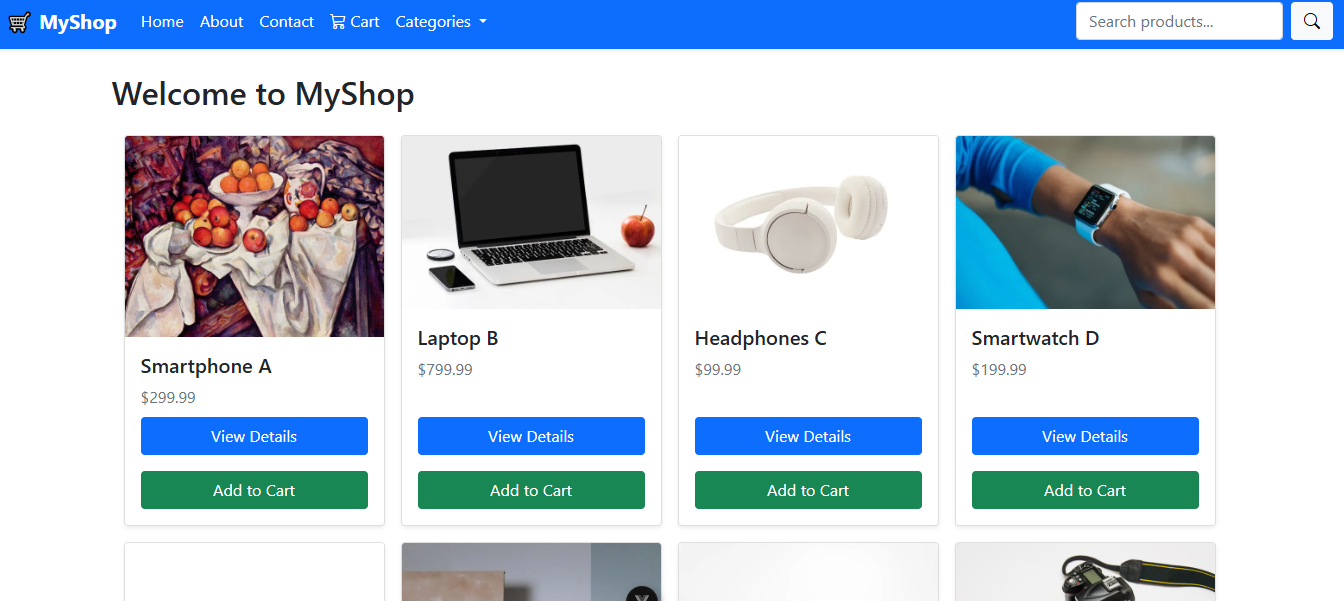 MyShop Home About Contact Cart Categories Search products...
Welcome to MyShop
Smartphone A
$299.99
View Details
Add to Cart
Laptop B
$799.99
View Details
Add to Cart
Headphones C
$99.99
View Details
Add to Cart
Smartwatch D
$199.99
View Details
Add to Cart